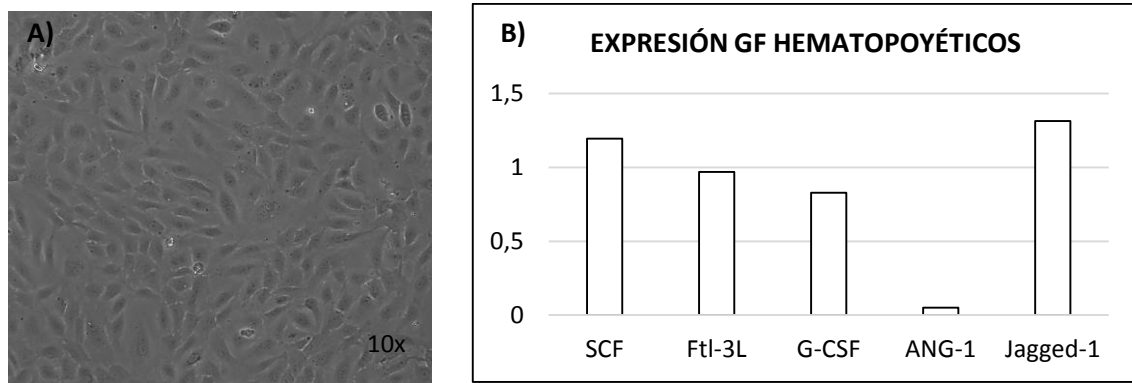 A)
10x
B)
EXPRESIÓN GF HEMATOPOYÉTICOS
1,5
1
0,5
0
SCF Ftl-3L G-CSF ANG-1 Jagged-1